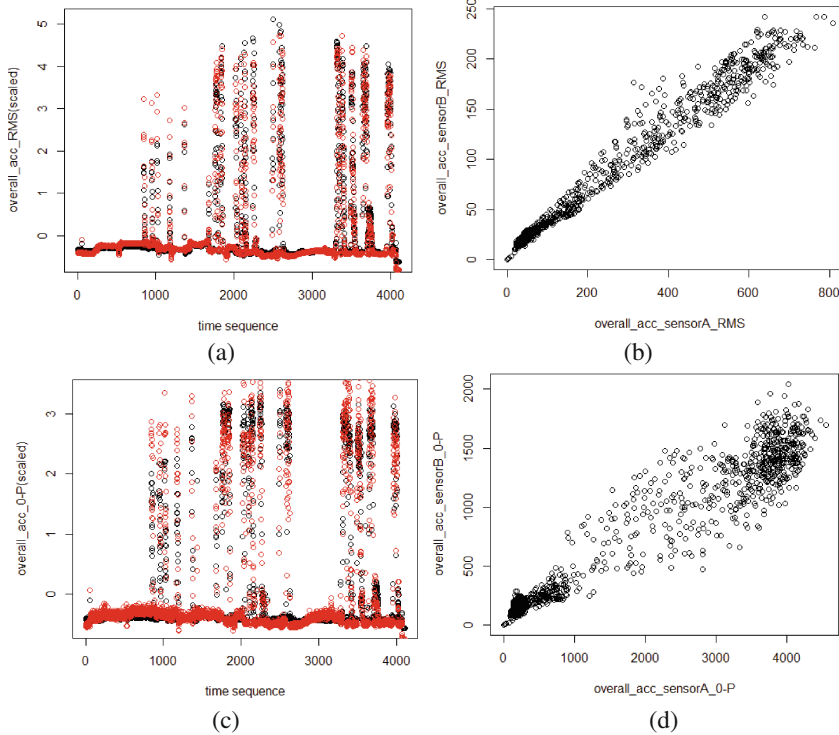 overall_acc_RMS(scaled)
5
4
3
2
1
0
0 1000 2000 3000 4000
time sequence
(a)
overall_acc_sensorB_RMS
250
200
150
100
50
0
0 200 400 600 800
overall_acc_sensorA_RMS
(b)
overall_acc_0-P(scaled)
3
2
1
0
0 1000 2000 3000 4000
time sequence
(c)
overall_acc_sensorB_0-P
2000
1500
1000
500
0
0 1000 2000 3000 4000
overall_acc_sensorA_0-P
(d)